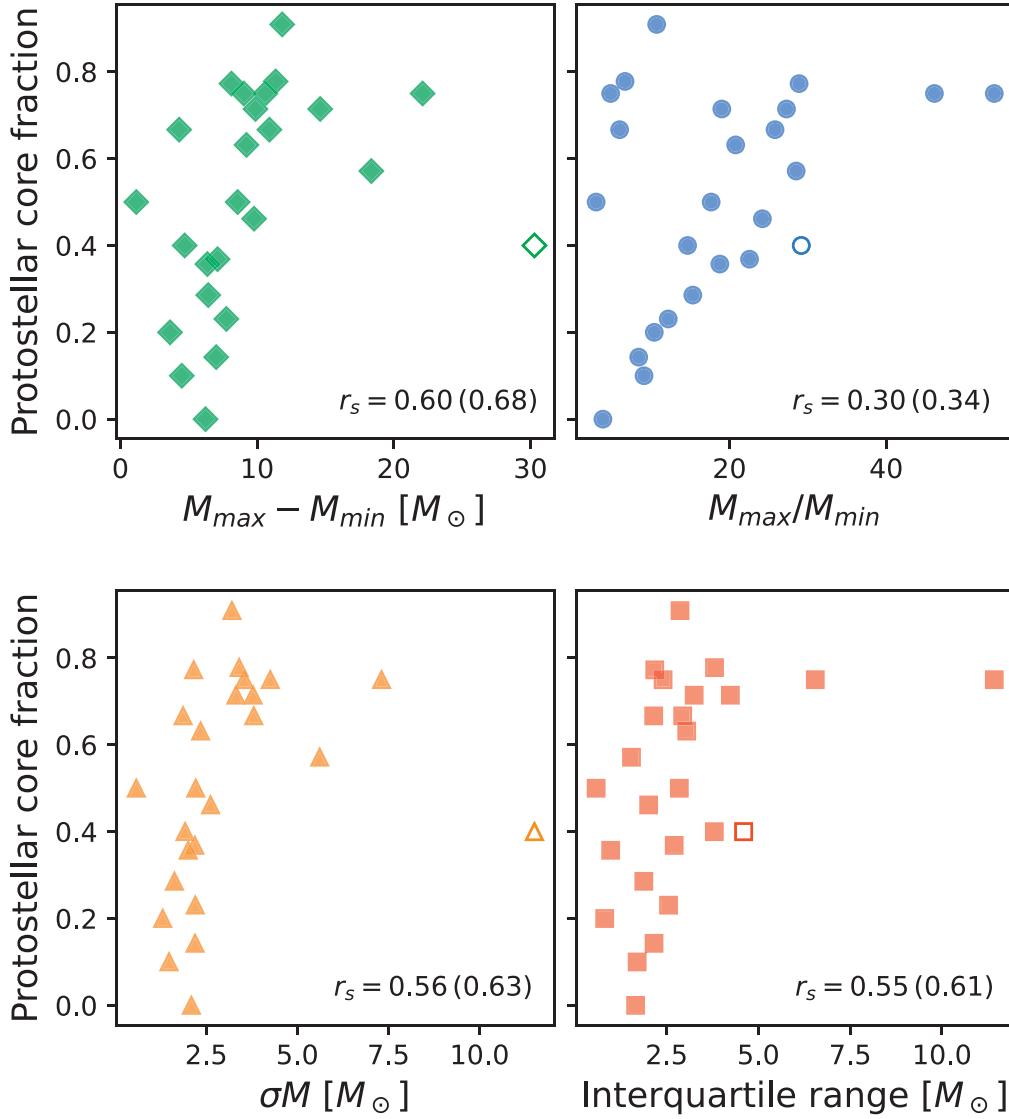 Protostellar core fraction
0.8
0.6
0.4
0.2
0.0
r_s = 0.60 (0.68)
r_s = 0.30 (0.34)
0 10 20 30
20 40
M_max − M_min [M_⊙]
M_max/M_min
Protostellar core fraction
0.8
0.6
0.4
0.2
0.0
r_s = 0.56 (0.63)
r_s = 0.55 (0.61)
2.5 5.0 7.5 10.0
2.5 5.0 7.5 10.0
σM [M_⊙]
Interquartile range [M_⊙]